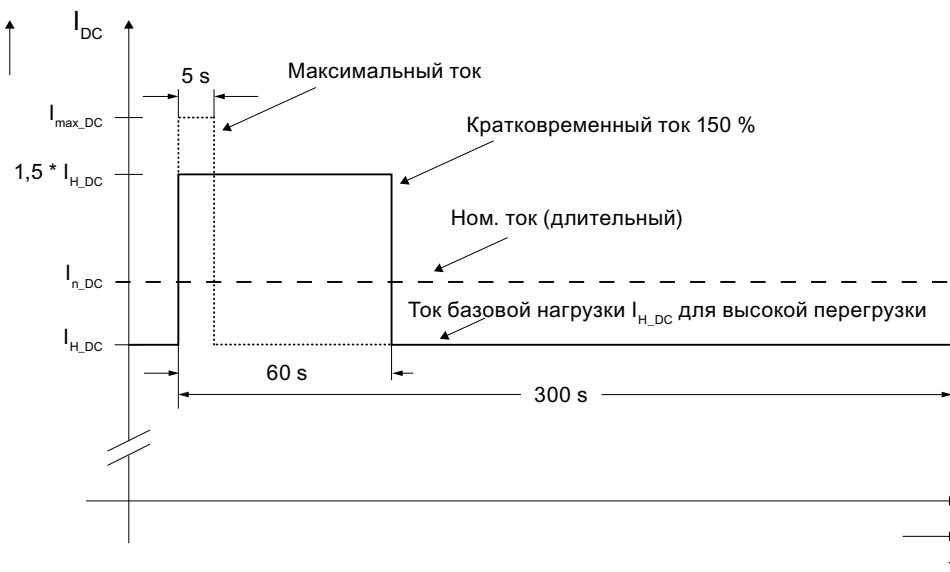 I_DC
5 s
Максимальный ток
I_max_DC
Кратковременный ток 150 %
1,5 * I_H_DC
Ном. ток (длительный)
I_n_DC
Ток базовой нагрузки I_H_DC для высокой перегрузки
I_H_DC
60 s
300 s